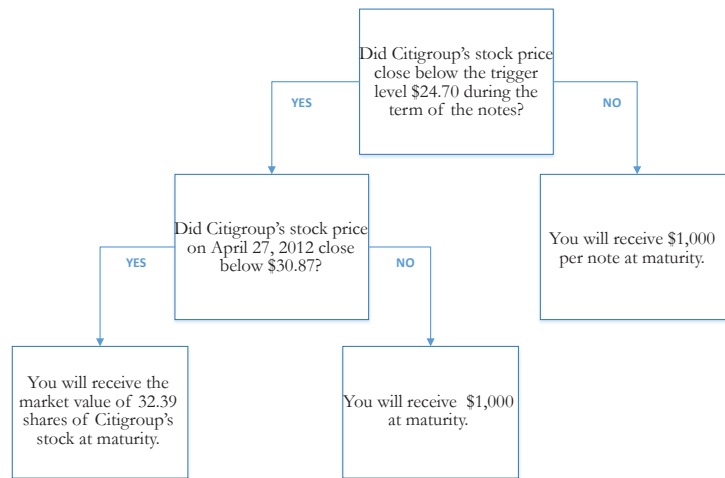 Did Citigroup’s stock price
close below the trigger
level $24.70 during the
term of the notes?
YES
NO
Did Citigroup’s stock price
on April 27, 2012 close
below $30.87?
You will receive $1,000
per note at maturity.
YES
NO
You will receive the
market value of 32.39
shares of Citigroup’s
stock at maturity.
You will receive  $1,000
at maturity.